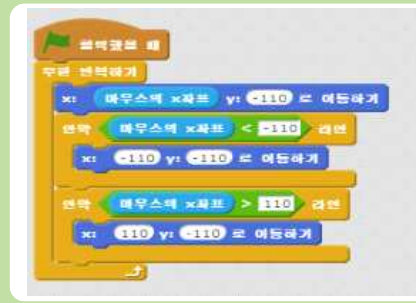 클릭했을 때
무한 반복하기
x: 마우스의 x좌표 y: -110 로 이동하기
만약 마우스의 x좌표 < -110 라면
x: -110 y: -110 로 이동하기
만약 마우스의 x좌표 > 110 라면
x: 110 y: -110 로 이동하기